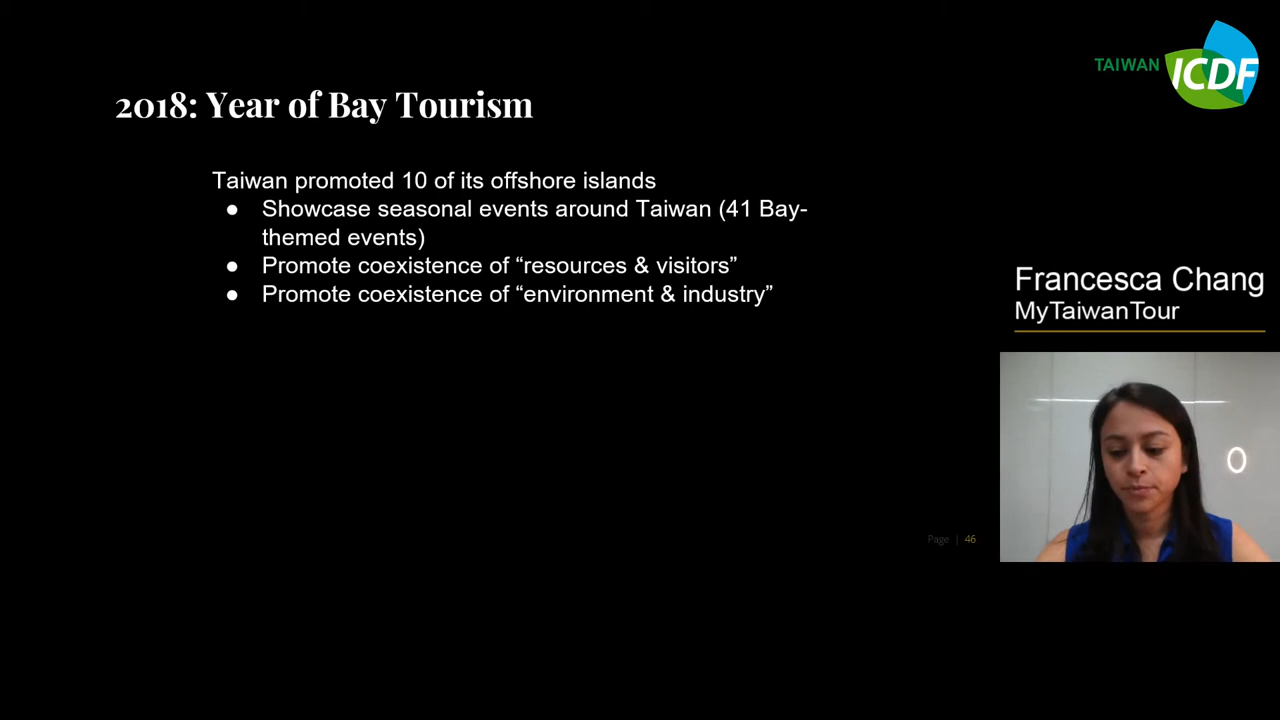 TAIWAN ICDF
2018: Year of Bay Tourism
Taiwan promoted 10 of its offshore islands
● Showcase seasonal events around Taiwan (41 Bay-
themed events)
● Promote coexistence of “resources & visitors”
● Promote coexistence of “environment & industry”
Francesca Chang
MyTaiwanTour
Page | 46